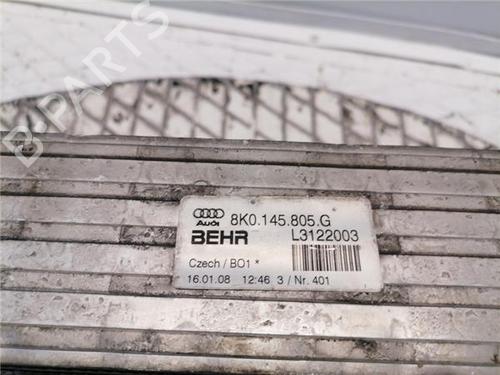 B-PARTS
8K0.145.805.G
Audi
BEHR L3122003
Czech / BO1 *
16.01.08 12:46 3 / Nr. 401